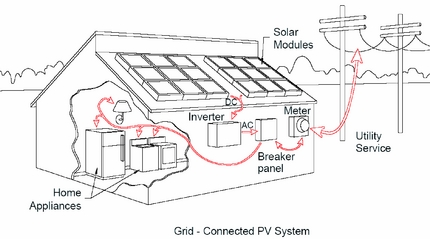 Solar
Modules
DC
Inverter
AC
Meter
Breaker
panel
Utility
Service
Home
Appliances
Grid - Connected PV System